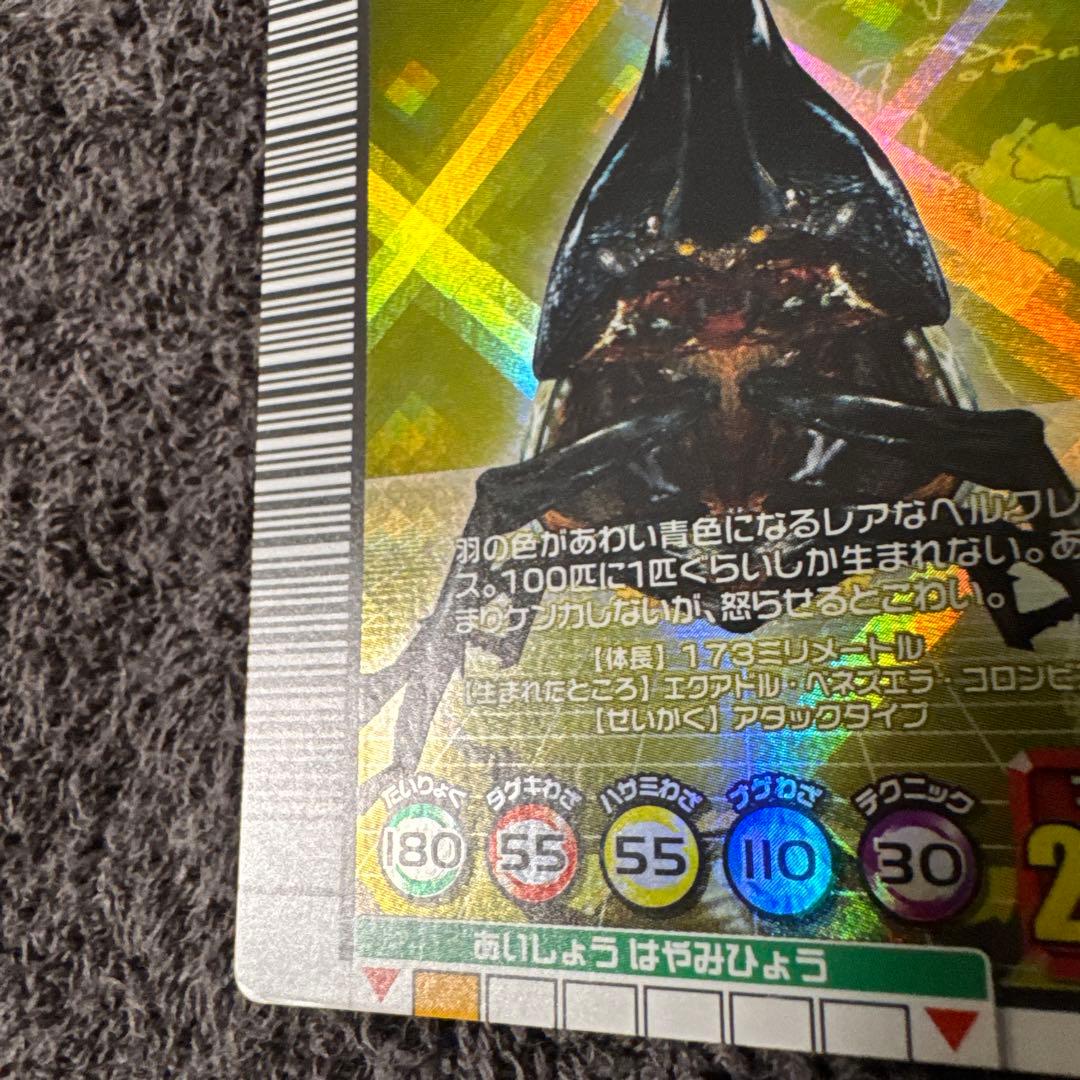 羽の色があわい青色になるレアなヘルクレ
ス。100匹に1匹ぐらいしか生まれない。あ
まりケンカしないが、怒らせるとこわい。
【体長】173ミリメートル
【生まれたところ】エクアドル・ベネズエラ・コロンビ
【せいかく】アタックタイプ
たいりょく ダゲキわざ ハサミわざ ナゲわざ テクニック
180 55 55 110 30
2
あいしょう はやみひょう